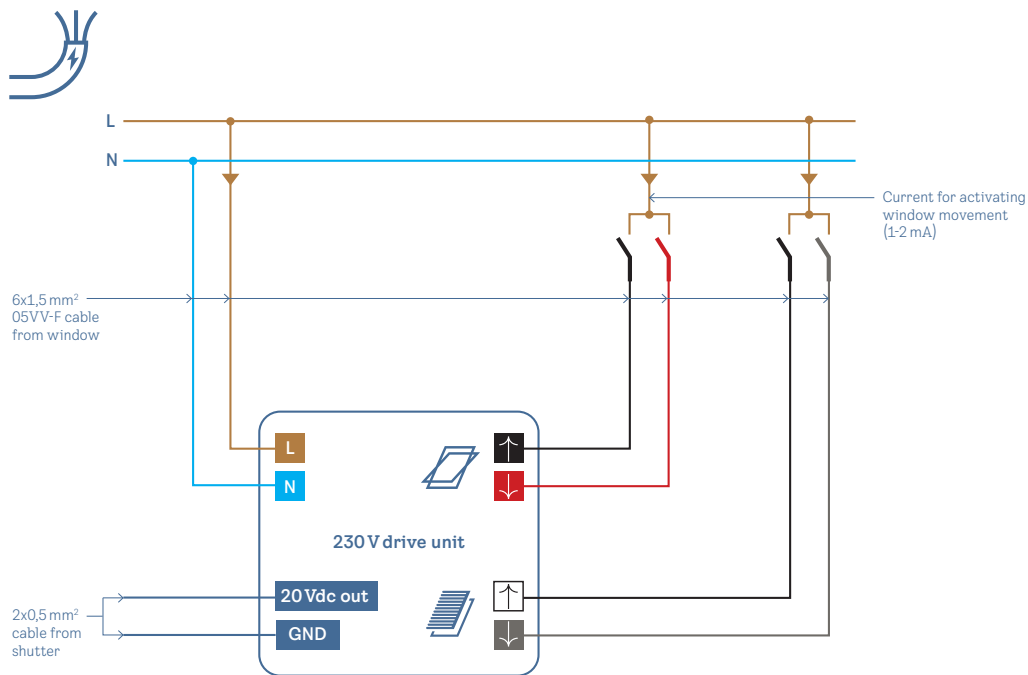 L
N
Current for activating
window movement
(1-2 mA)
6x1,5 mm²
05VV-F cable
from window
L
N
230 V drive unit
20 Vdc out
GND
2x0,5 mm²
cable from
shutter